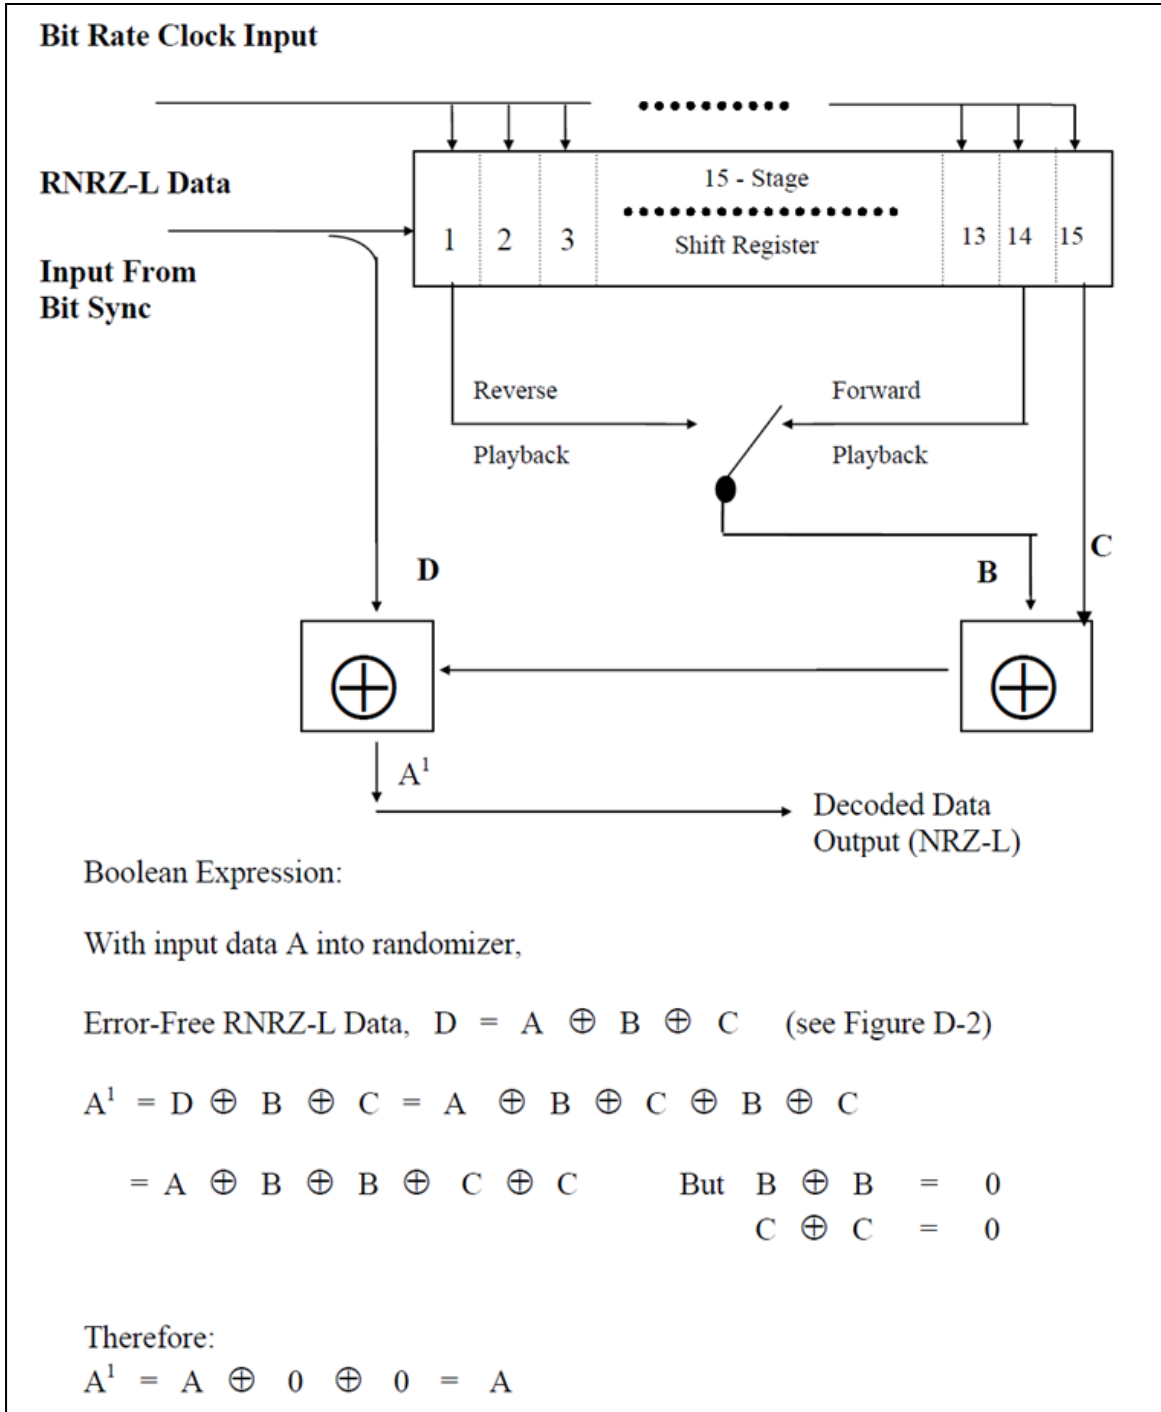 Bit Rate Clock Input
RNRZ-L Data
Input From
Bit Sync
15 - Stage
Shift Register
1 2 3 13 14 15
Reverse
Playback
Forward
Playback
D
B
C
⊕
⊕
A¹
Decoded Data
Output (NRZ-L)
Boolean Expression:
With input data A into randomizer,
Error-Free RNRZ-L Data, D = A ⊕ B ⊕ C (see Figure D-2)
A¹ = D ⊕ B ⊕ C = A ⊕ B ⊕ C ⊕ B ⊕ C
= A ⊕ B ⊕ B ⊕ C ⊕ C But B ⊕ B = 0
C ⊕ C = 0
Therefore:
A¹ = A ⊕ 0 ⊕ 0 = A